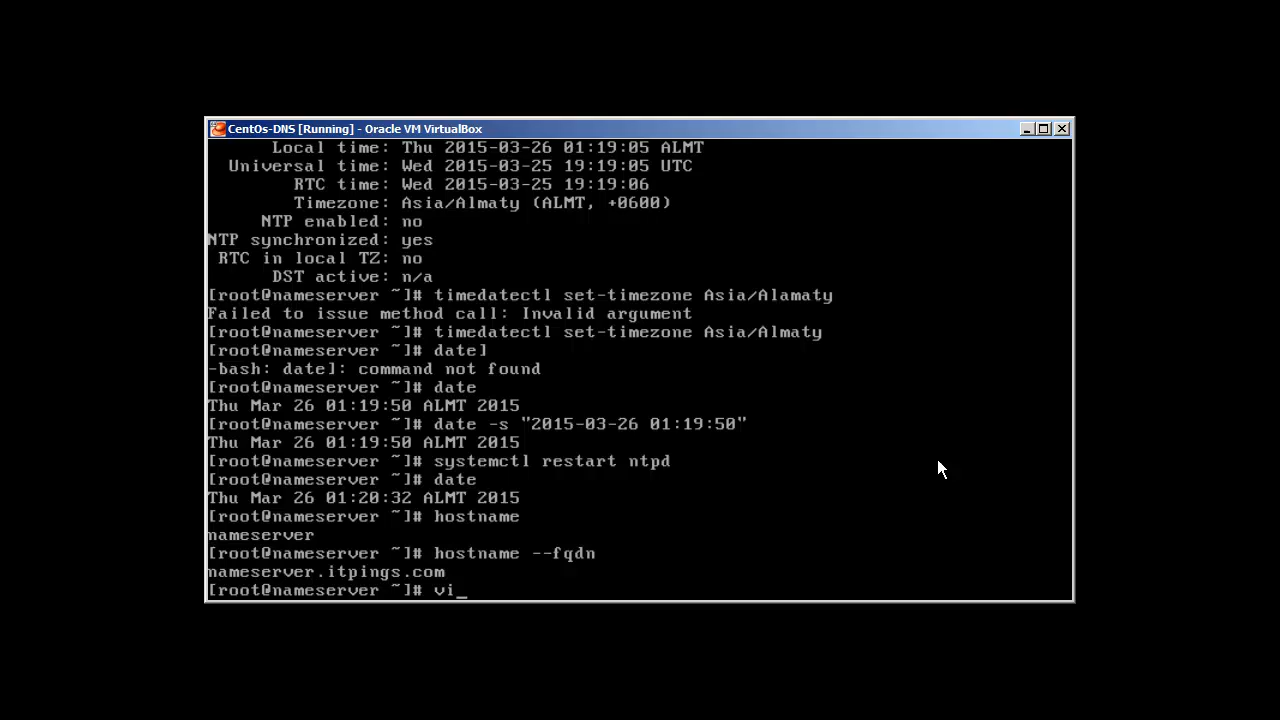 CentOs-DNS [Running] - Oracle VM VirtualBox
Local time: Thu 2015-03-26 01:19:05 ALMT
Universal time: Wed 2015-03-25 19:19:05 UTC
RTC time: Wed 2015-03-25 19:19:06
Timezone: Asia/Almaty (ALMT, +0600)
NTP enabled: no
NTP synchronized: yes
RTC in local TZ: no
DST active: n/a
[root@nameserver ~]# timedatectl set-timezone Asia/Alamaty
Failed to issue method call: Invalid argument
[root@nameserver ~]# timedatectl set-timezone Asia/Almaty
[root@nameserver ~]# date]
-bash: date]: command not found
[root@nameserver ~]# date
Thu Mar 26 01:19:50 ALMT 2015
[root@nameserver ~]# date -s "2015-03-26 01:19:50"
Thu Mar 26 01:19:50 ALMT 2015
[root@nameserver ~]# systemctl restart ntpd
[root@nameserver ~]# date
Thu Mar 26 01:20:32 ALMT 2015
[root@nameserver ~]# hostname
nameserver
[root@nameserver ~]# hostname --fqdn
nameserver.itpings.com
[root@nameserver ~]# vi_